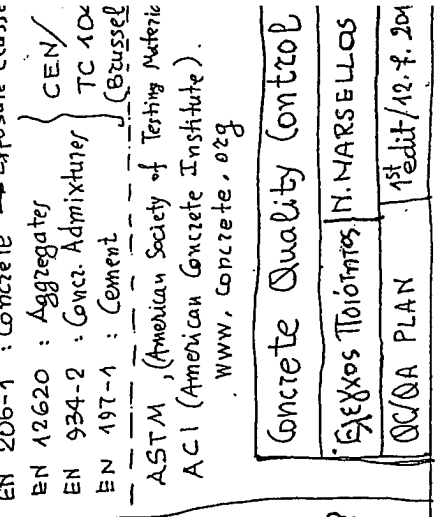 EN 206-1 : Concrete → Exposure Classe
EN 12620 : Aggregates
EN 934-2 : Concr. Admixtures
EN 197-1 : Cement
CEN/
TC 10
(Brussel
ASTM, (American Society of Testing Materia
ACI (American Concrete Institute).
www.concrete.org
Concrete Quality Control
Έλεγχος Ποιότητος
N. MARSELLOS
QC/QA PLAN
1st edit/12.7.201